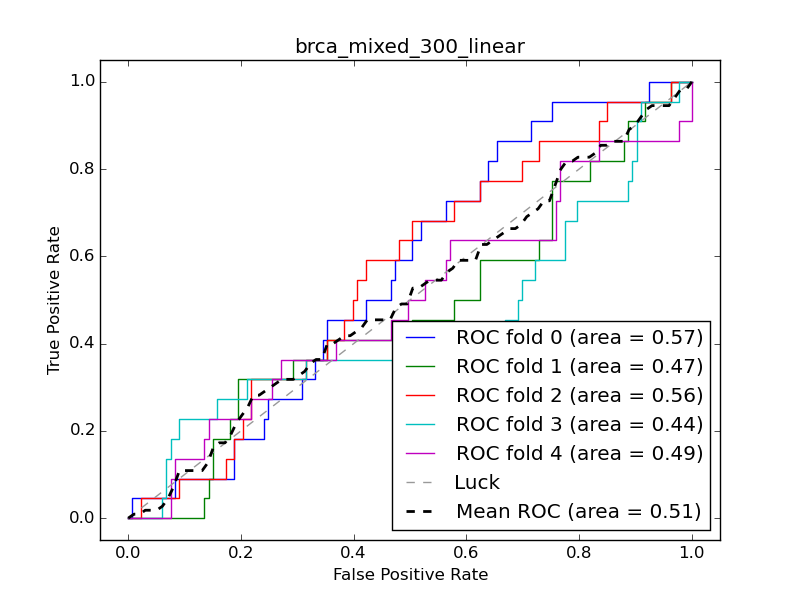 brca_mixed_300_linear
True Positive Rate
1.0
0.8
0.6
0.4
0.2
0.0
ROC fold 0 (area = 0.57)
ROC fold 1 (area = 0.47)
ROC fold 2 (area = 0.56)
ROC fold 3 (area = 0.44)
ROC fold 4 (area = 0.49)
Luck
Mean ROC (area = 0.51)
0.0 0.2 0.4 0.6 0.8 1.0
False Positive Rate